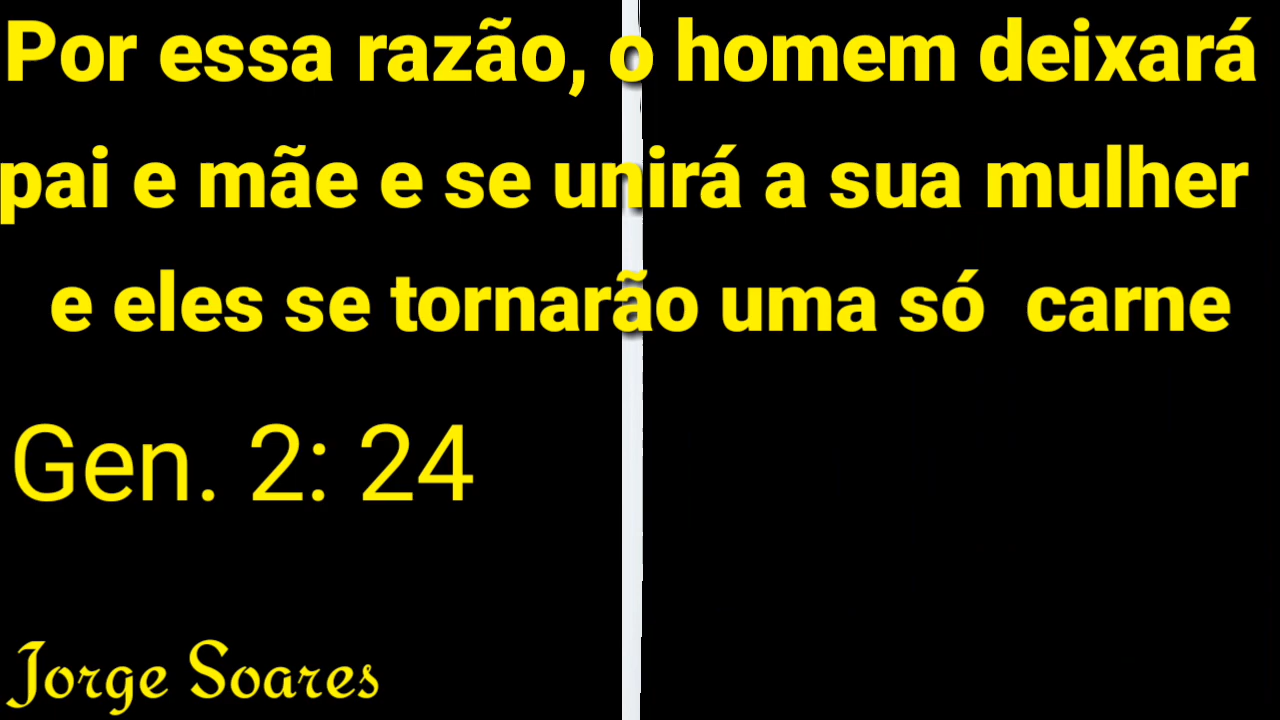 Por essa razão, o homem deixará
pai e mãe e se unirá a sua mulher
e eles se tornarão uma só  carne
Gen. 2: 24
Jorge Soares